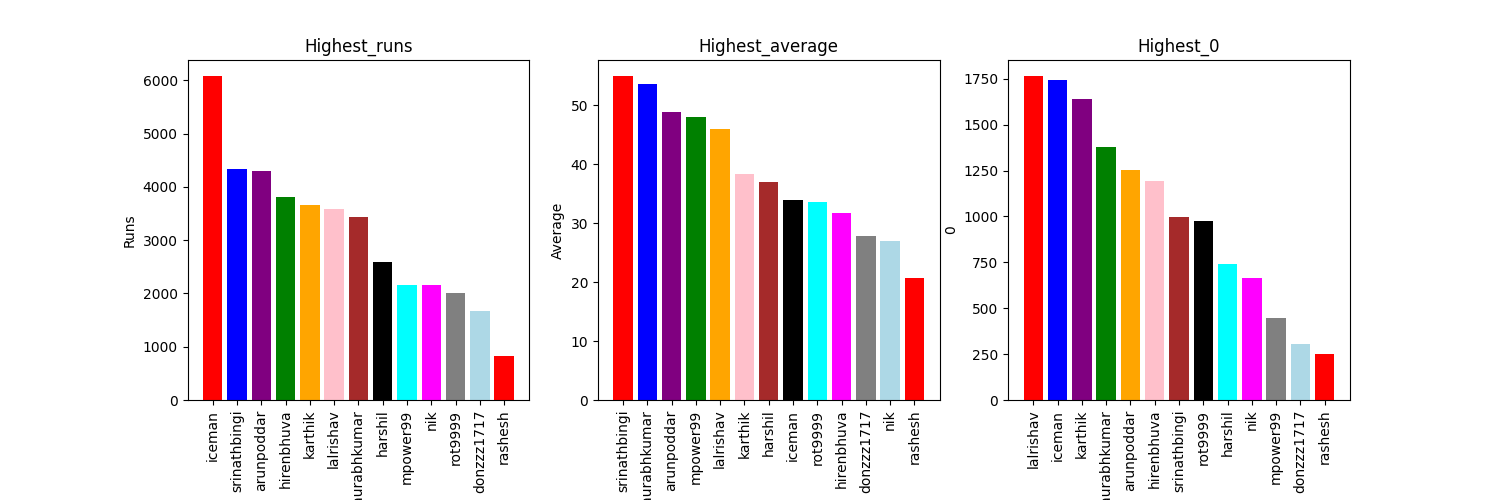 Highest_runs
Runs
6000
5000
4000
3000
2000
1000
0
iceman
srinathbingi
arunpoddar
hirenbhuva
karthik
lalrishav
urabhkumar
harshil
mpower99
nik
rot9999
donzzz1717
rashesh
Highest_average
Average
50
40
30
20
10
0
srinathbingi
urabhkumar
arunpoddar
mpower99
lalrishav
karthik
harshil
iceman
rot9999
hirenbhuva
donzzz1717
nik
rashesh
Highest_0
0
1750
1500
1250
1000
750
500
250
0
lalrishav
iceman
karthik
urabhkumar
arunpoddar
hirenbhuva
srinathbingi
rot9999
harshil
nik
mpower99
donzzz1717
rashesh